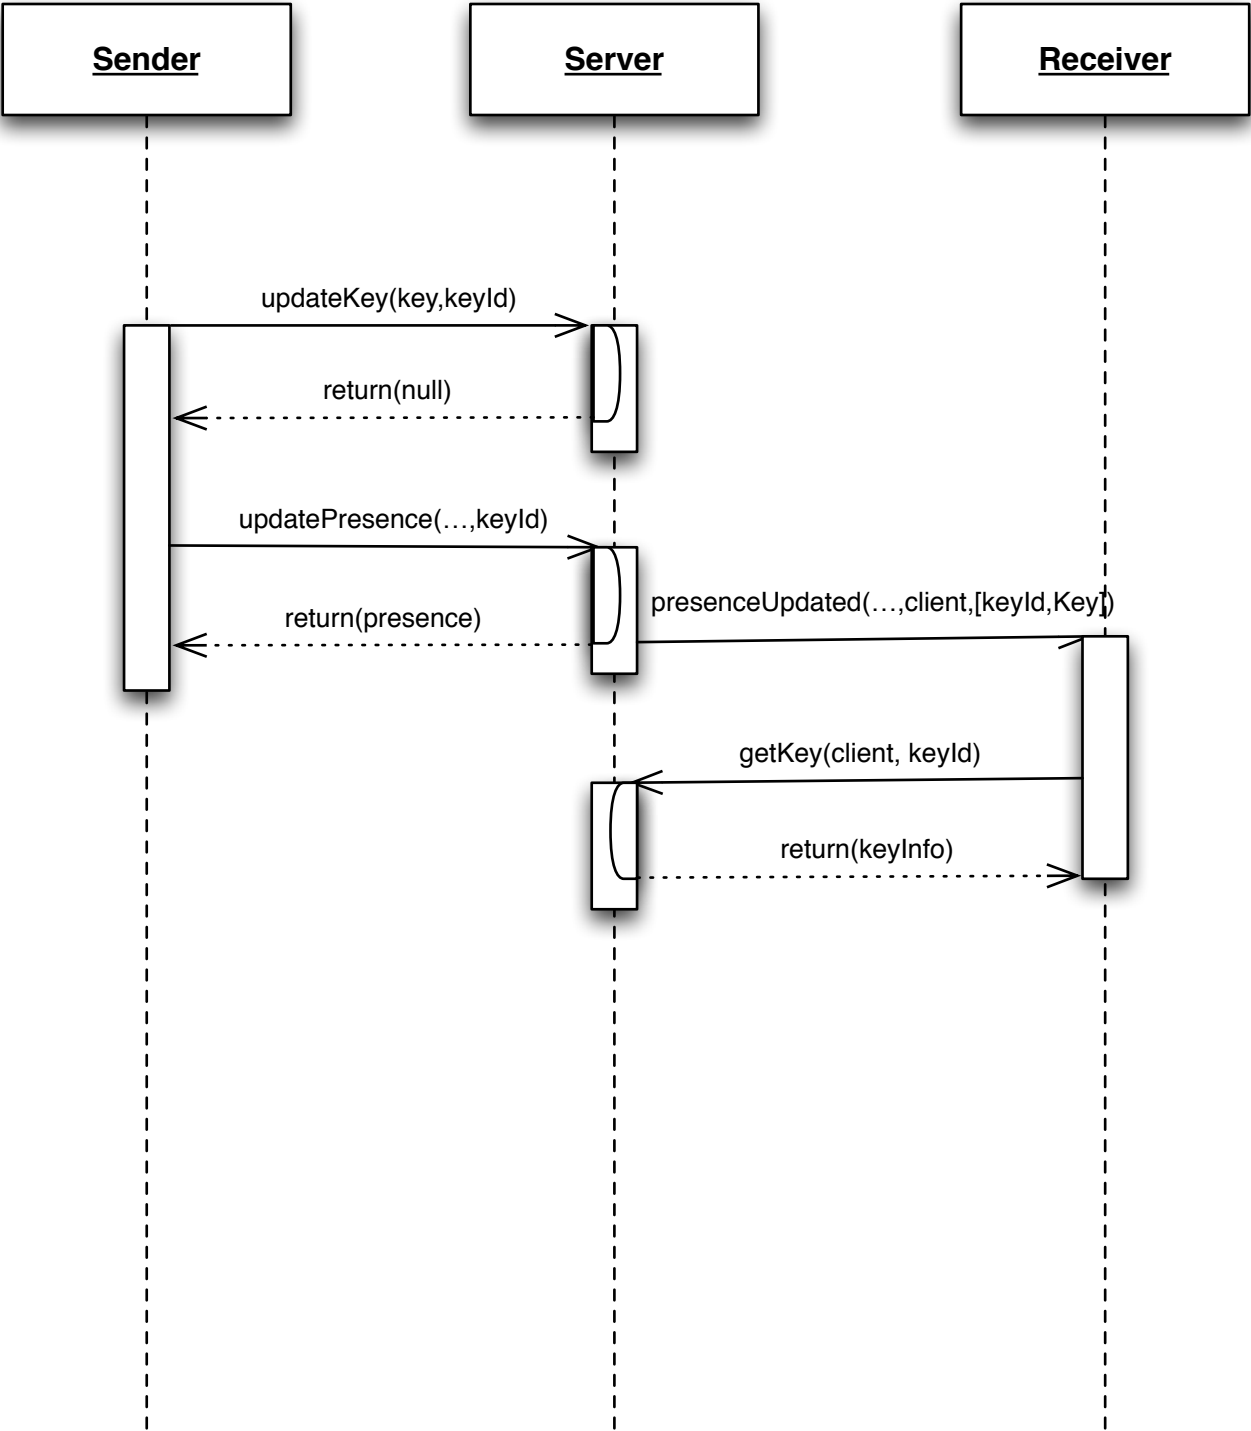 Sender
Server
Receiver
updateKey(key,keyId)
return(null)
updatePresence(…,keyId)
presenceUpdated(…,client,[keyId,Key])
return(presence)
getKey(client, keyId)
return(keyInfo)